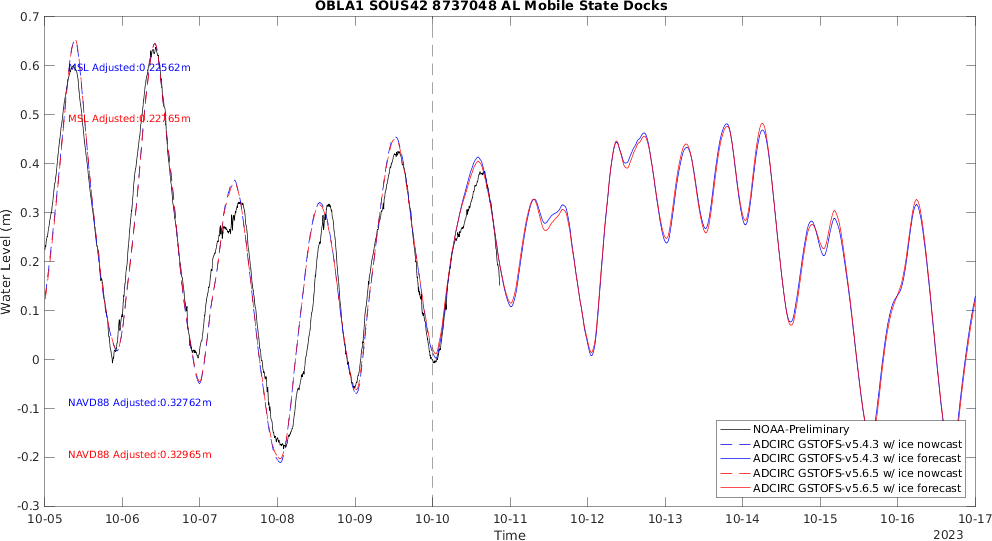 OBLA1 SOUS42 8737048 AL Mobile State Docks
0.7
0.6
0.5
0.4
0.3
0.2
0.1
0
-0.1
-0.2
-0.3
Water Level (m)
MSL Adjusted:0.22562m
MSL Adjusted:0.22765m
NAVD88 Adjusted:0.32762m
NAVD88 Adjusted:0.32965m
NOAA-Preliminary
ADCIRC GSTOFS-v5.4.3 w/ ice nowcast
ADCIRC GSTOFS-v5.4.3 w/ ice forecast
ADCIRC GSTOFS-v5.6.5 w/ ice nowcast
ADCIRC GSTOFS-v5.6.5 w/ ice forecast
10-05 10-06 10-07 10-08 10-09 10-10 10-11 10-12 10-13 10-14 10-15 10-16 10-17
Time
2023